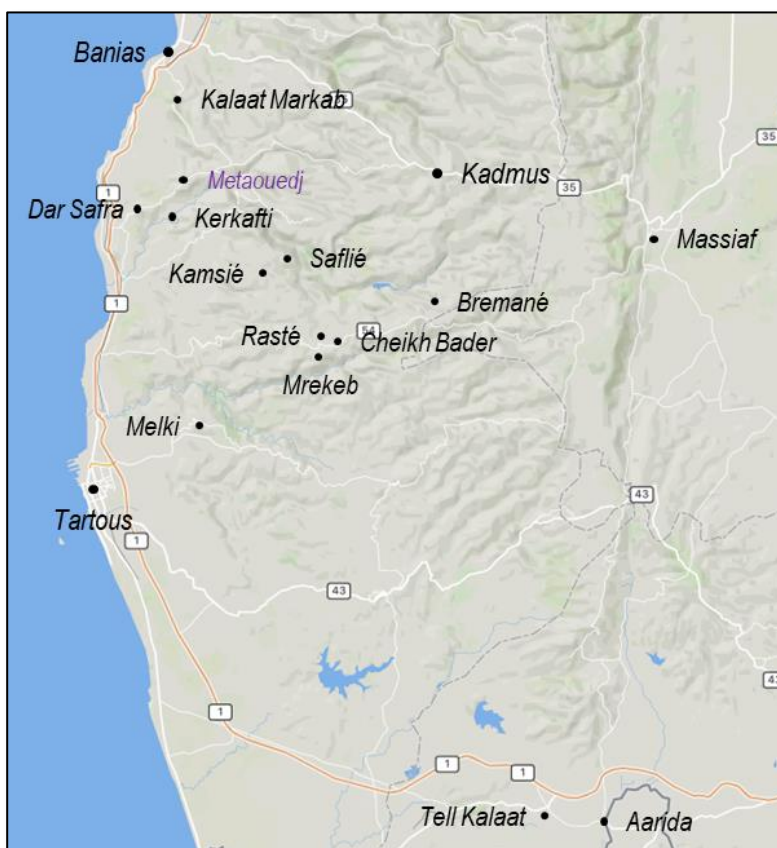 Banias
Kalaat Markab
35
35
Metaouedj
Kadmus
1
35
Dar Safra
Kerkafti
Massiaf
Saflié
Kamsié
1
Bremané
Rasté
54
Cheikh Bader
Mrekeb
Melki
Tartous
43
1
43
43
1
1
1
Tell Kalaat
Aarida